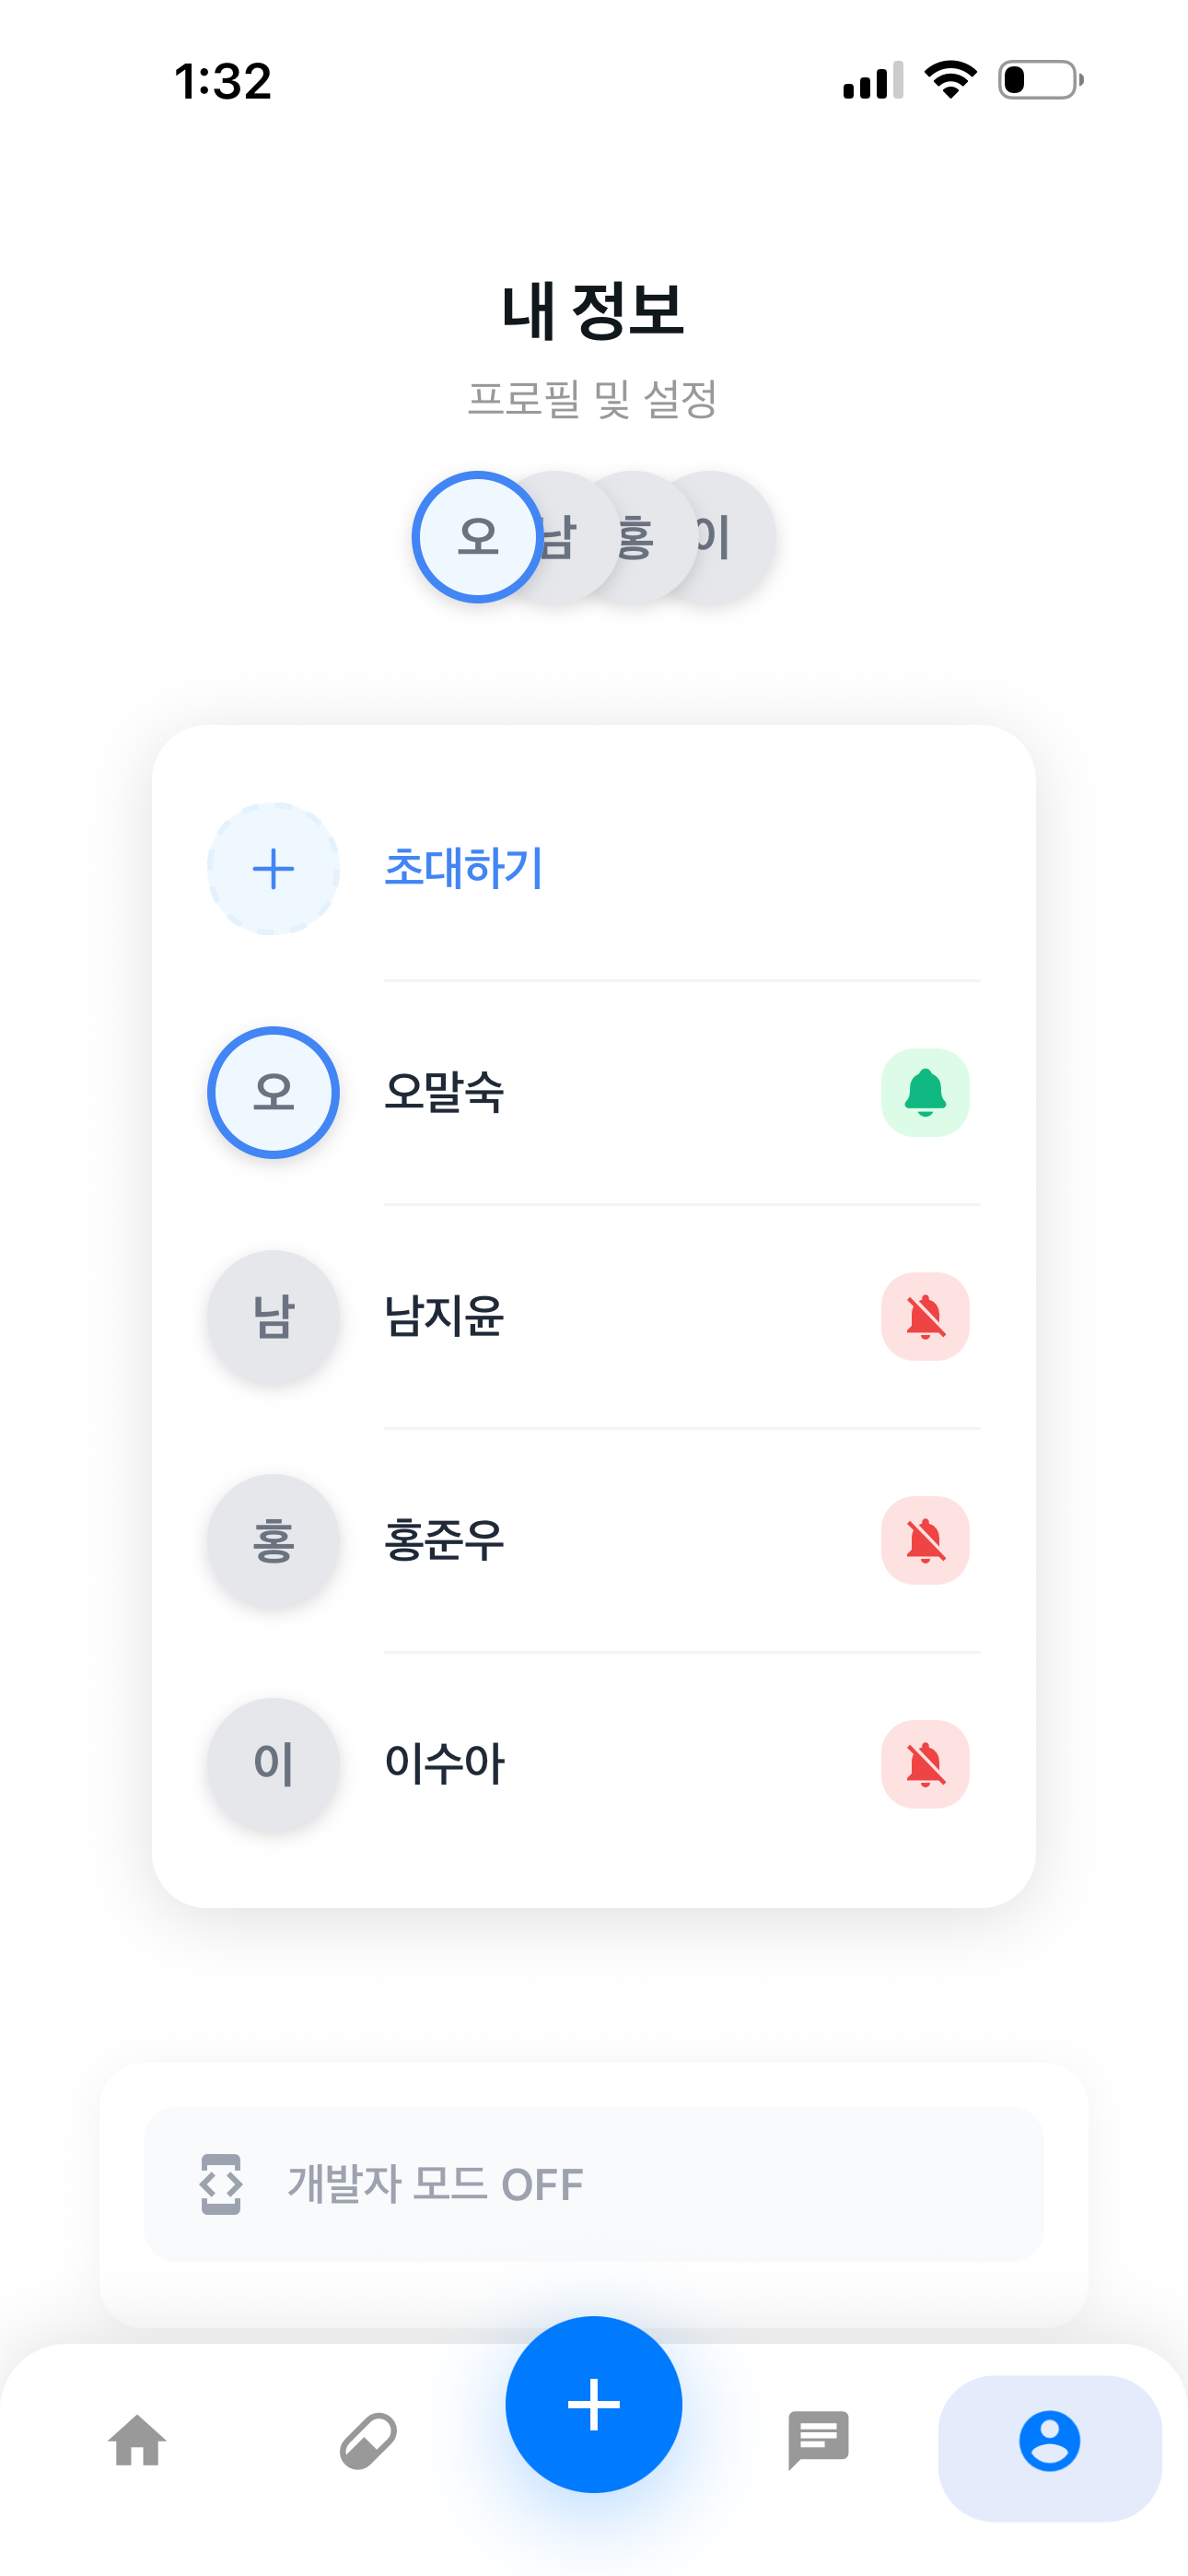 1:32
내 정보
프로필 및 설정
오 남 홍 이
초대하기
오 오말숙
남 남지윤
홍 홍준우
이 이수아
개발자 모드 OFF